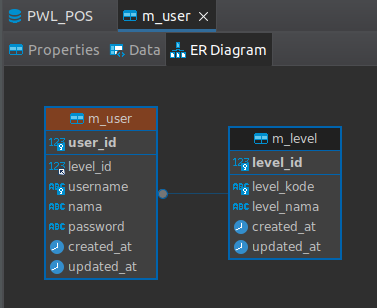 PWL_POS
m_user
Properties
Data
ER Diagram
m_user
123 user_id
123 level_id
ABC username
ABC nama
ABC password
created_at
updated_at
m_level
123 level_id
ABC level_kode
ABC level_nama
created_at
updated_at